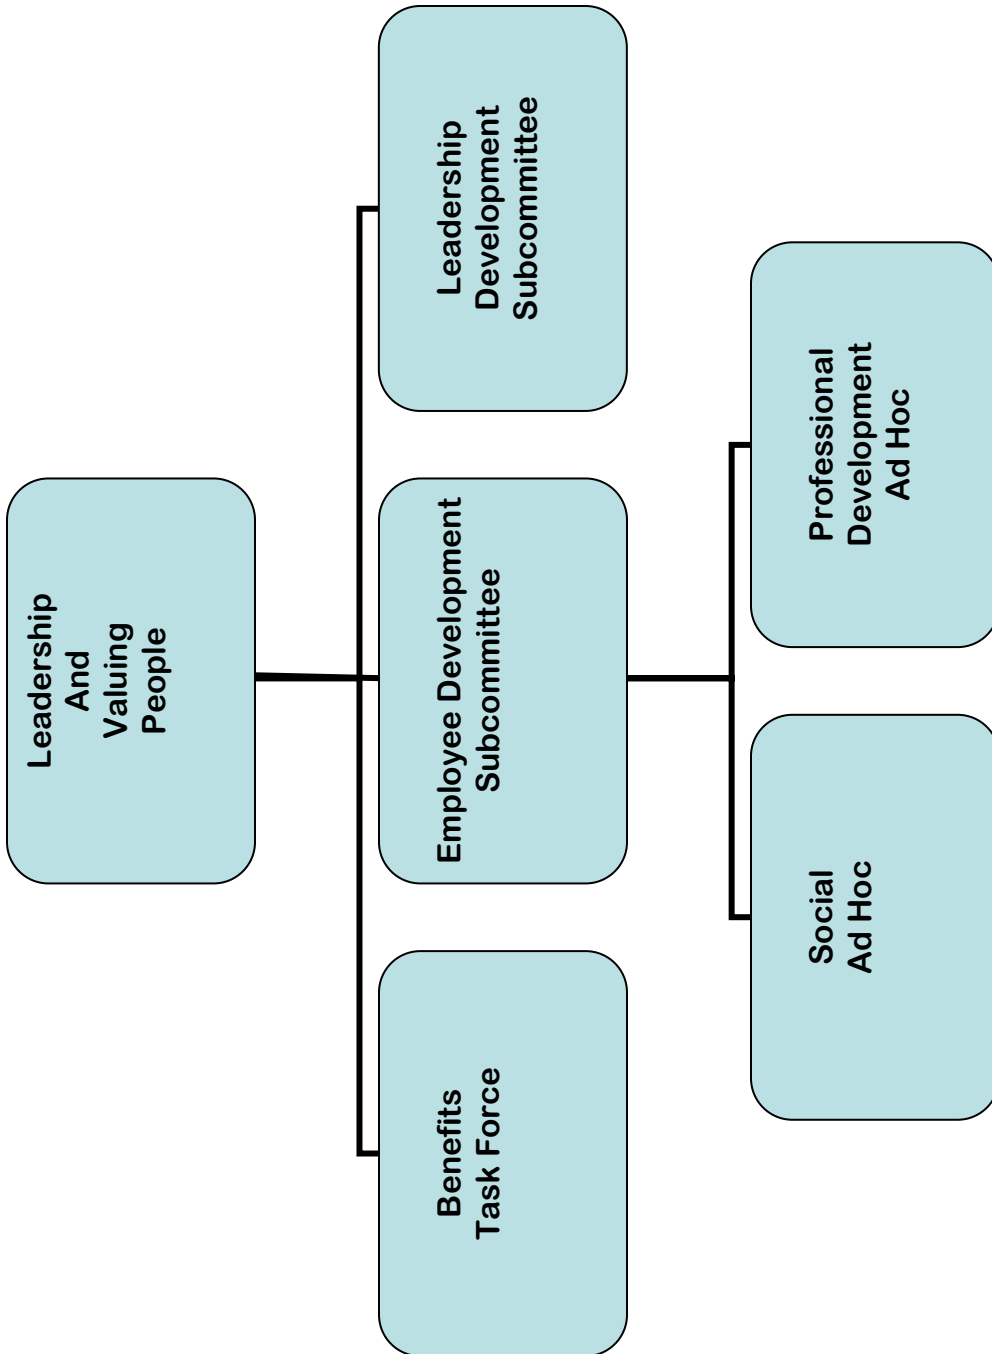 Leadership
And
Valuing
People
Benefits
Task Force
Employee Development
Subcommittee
Leadership
Development
Subcommittee
Social
Ad Hoc
Professional
Development
Ad Hoc